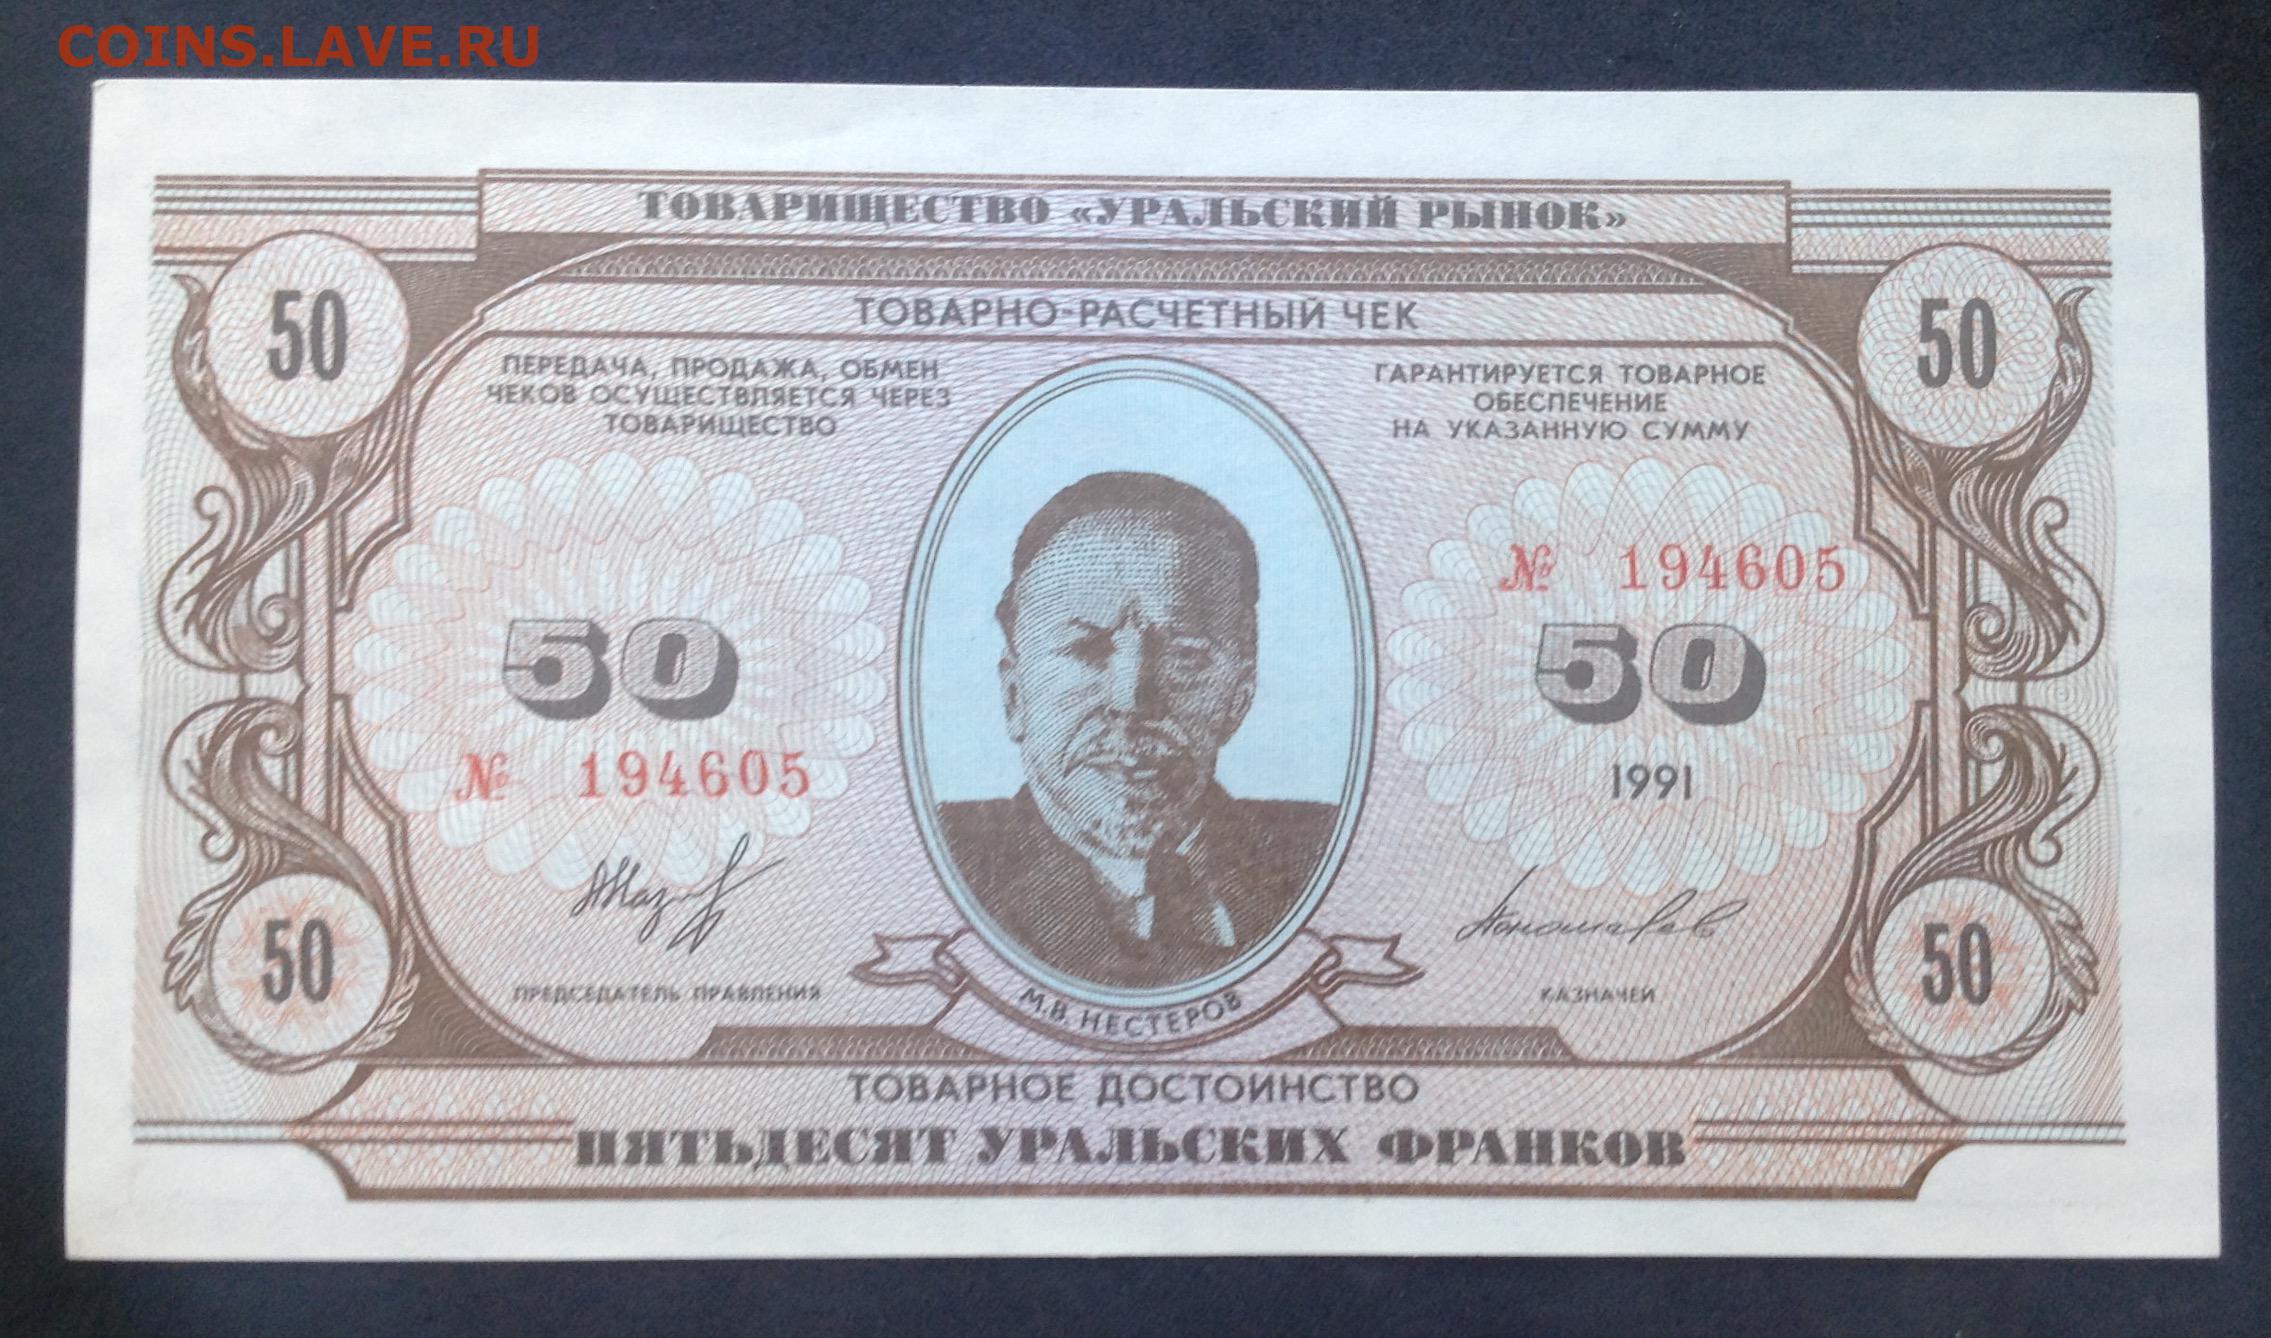 COINS.LAVE.RU
ТОВАРИЩЕСТВО «УРАЛЬСКИЙ РЫНОК»
ТОВАРНО-РАСЧЕТНЫЙ ЧЕК
50
50
ПЕРЕДАЧА, ПРОДАЖА, ОБМЕН
ЧЕКОВ ОСУЩЕСТВЛЯЕТСЯ ЧЕРЕЗ
ТОВАРИЩЕСТВО
ГАРАНТИРУЕТСЯ ТОВАРНОЕ
ОБЕСПЕЧЕНИЕ
НА УКАЗАННУЮ СУММУ
№ 194605
50
50
№ 194605
1991
50
50
ПРЕДСЕДАТЕЛЬ ПРАВЛЕНИЯ
М.В. НЕСТЕРОВ
КАЗНАЧЕЙ
ТОВАРНОЕ ДОСТОИНСТВО
ПЯТЬДЕСЯТ УРАЛЬСКИХ ФРАНКОВ